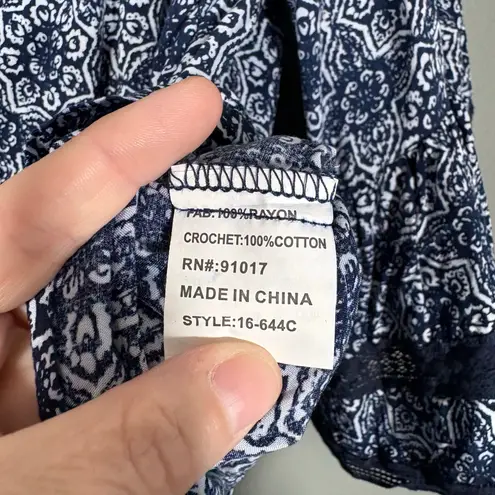 FAB: 100%RAYON
CROCHET:100%COTTON
RN#:91017
MADE IN CHINA
STYLE:16-644C